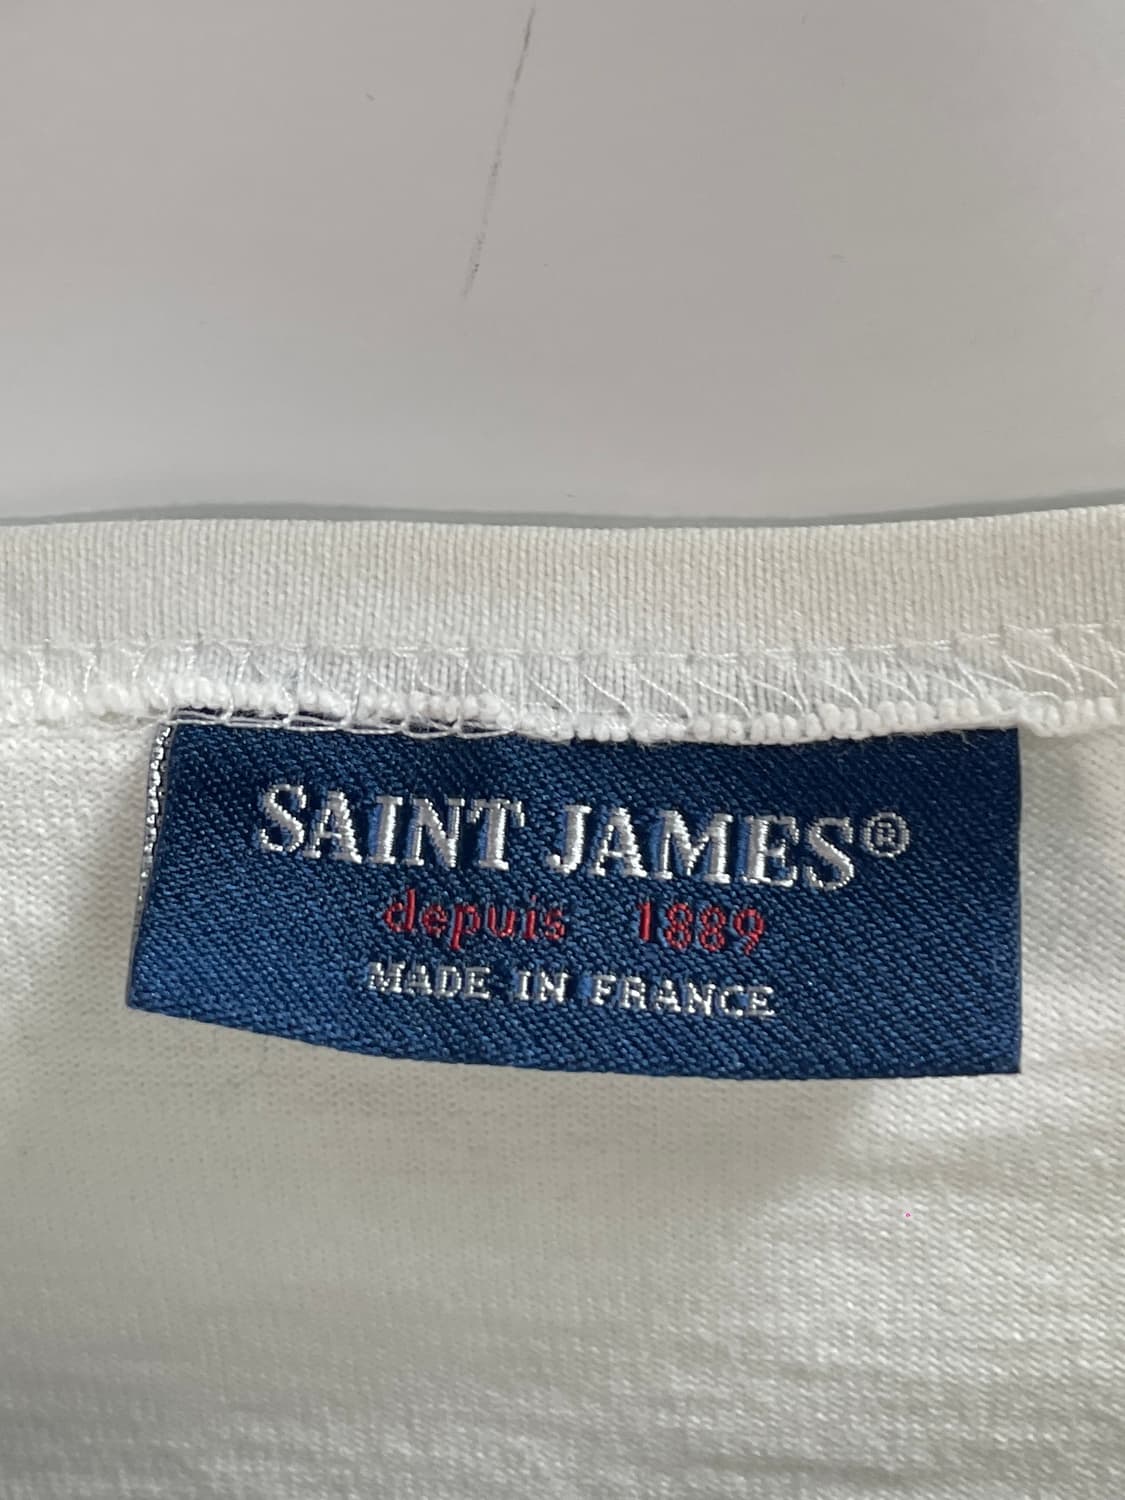 SAINT JAMES®
depuis 1889
MADE IN FRANCE